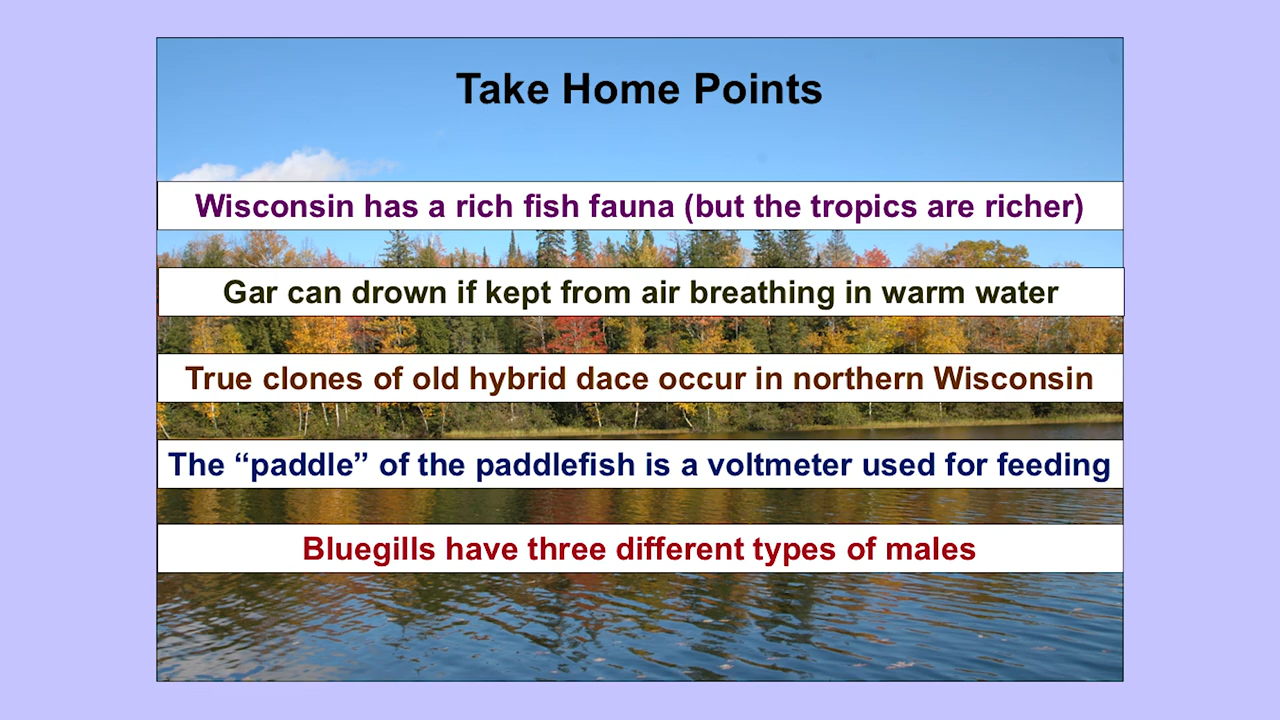 Take Home Points
Wisconsin has a rich fish fauna (but the tropics are richer)
Gar can drown if kept from air breathing in warm water
True clones of old hybrid dace occur in northern Wisconsin
The “paddle” of the paddlefish is a voltmeter used for feeding
Bluegills have three different types of males